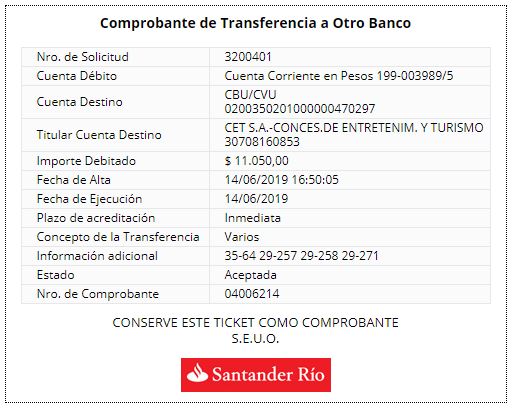 Comprobante de Transferencia a Otro Banco
Nro. de Solicitud 3200401
Cuenta Débito Cuenta Corriente en Pesos 199-003989/5
Cuenta Destino CBU/CVU
0200350201000000470297
Titular Cuenta Destino CET S.A.-CONCES.DE ENTRETENIM. Y TURISMO
30708160853
Importe Debitado $ 11.050,00
Fecha de Alta 14/06/2019 16:50:05
Fecha de Ejecución 14/06/2019
Plazo de acreditación Inmediata
Concepto de la Transferencia Varios
Información adicional 35-64 29-257 29-258 29-271
Estado Aceptada
Nro. de Comprobante 04006214
CONSERVE ESTE TICKET COMO COMPROBANTE
S.E.U.O.
Santander Río